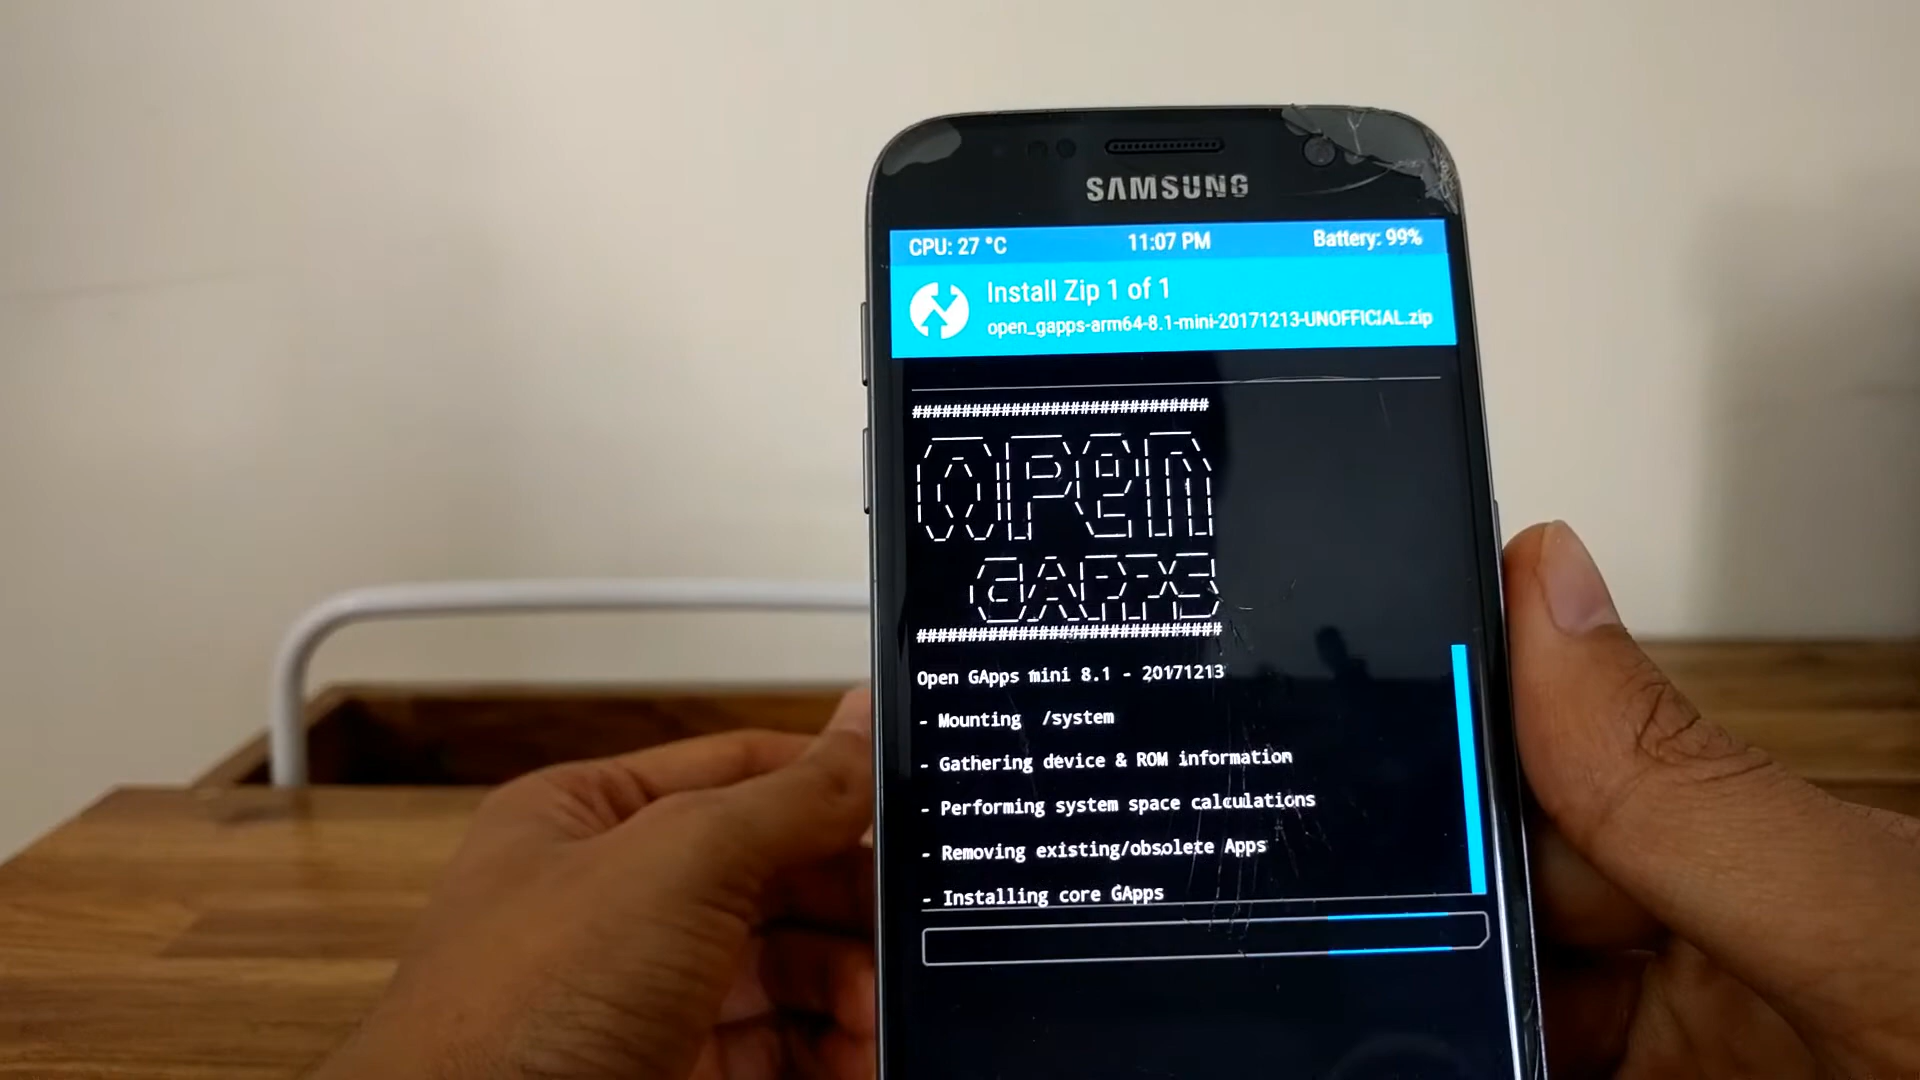 SAMSUNG
CPU: 27 °C 11:07 PM Battery: 99%
Install Zip 1 of 1
open_gapps-arm64-8.1-mini-20171213-UNOFFICIAL.zip
##############################
OPEN
GAPPS
##############################
Open GApps mini 8.1 - 20171213
- Mounting /system
- Gathering device & ROM information
- Performing system space calculations
- Removing existing/obsolete Apps
- Installing core GApps